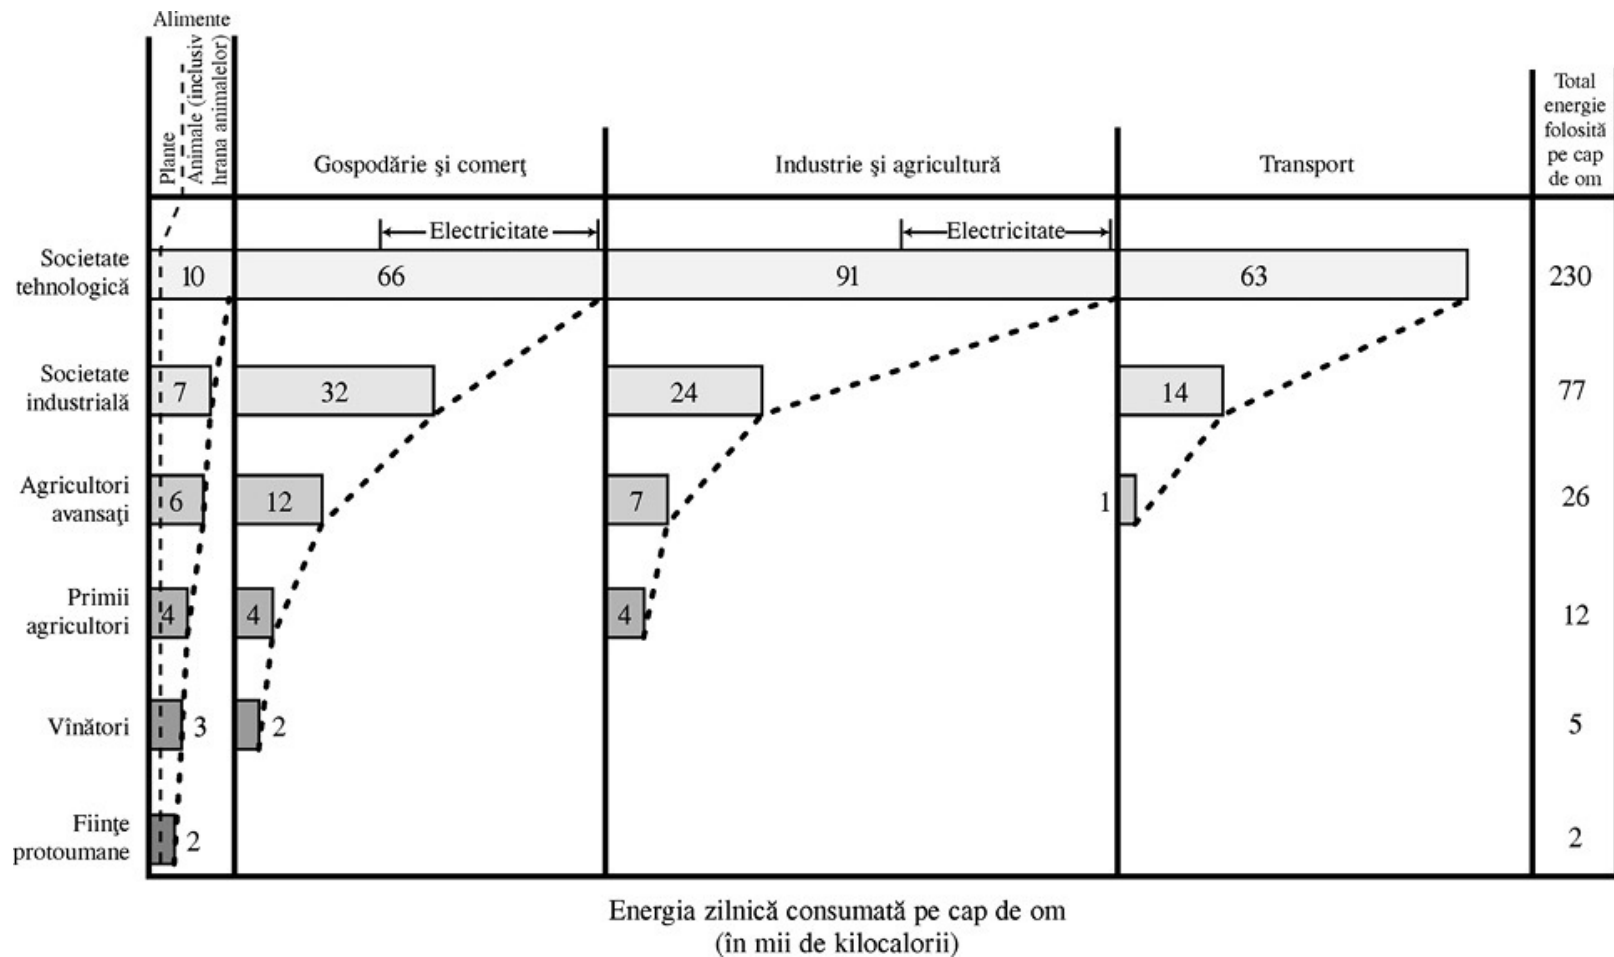 Alimente
Plante
Animale (inclusiv
hrana animalelor)
Gospodărie şi comerţ
Industrie şi agricultură
Transport
Total
energie
folosită
pe cap
de om
Electricitate
Electricitate
Societate
tehnologică
10
66
91
63
230
Societate
industrială
7
32
24
14
77
Agricultori
avansaţi
6
12
7
1
26
Primii
agricultori
4
4
4
12
Vînători
3
2
5
Fiinţe
protoumane
2
2
Energia zilnică consumată pe cap de om
(în mii de kilocalorii)